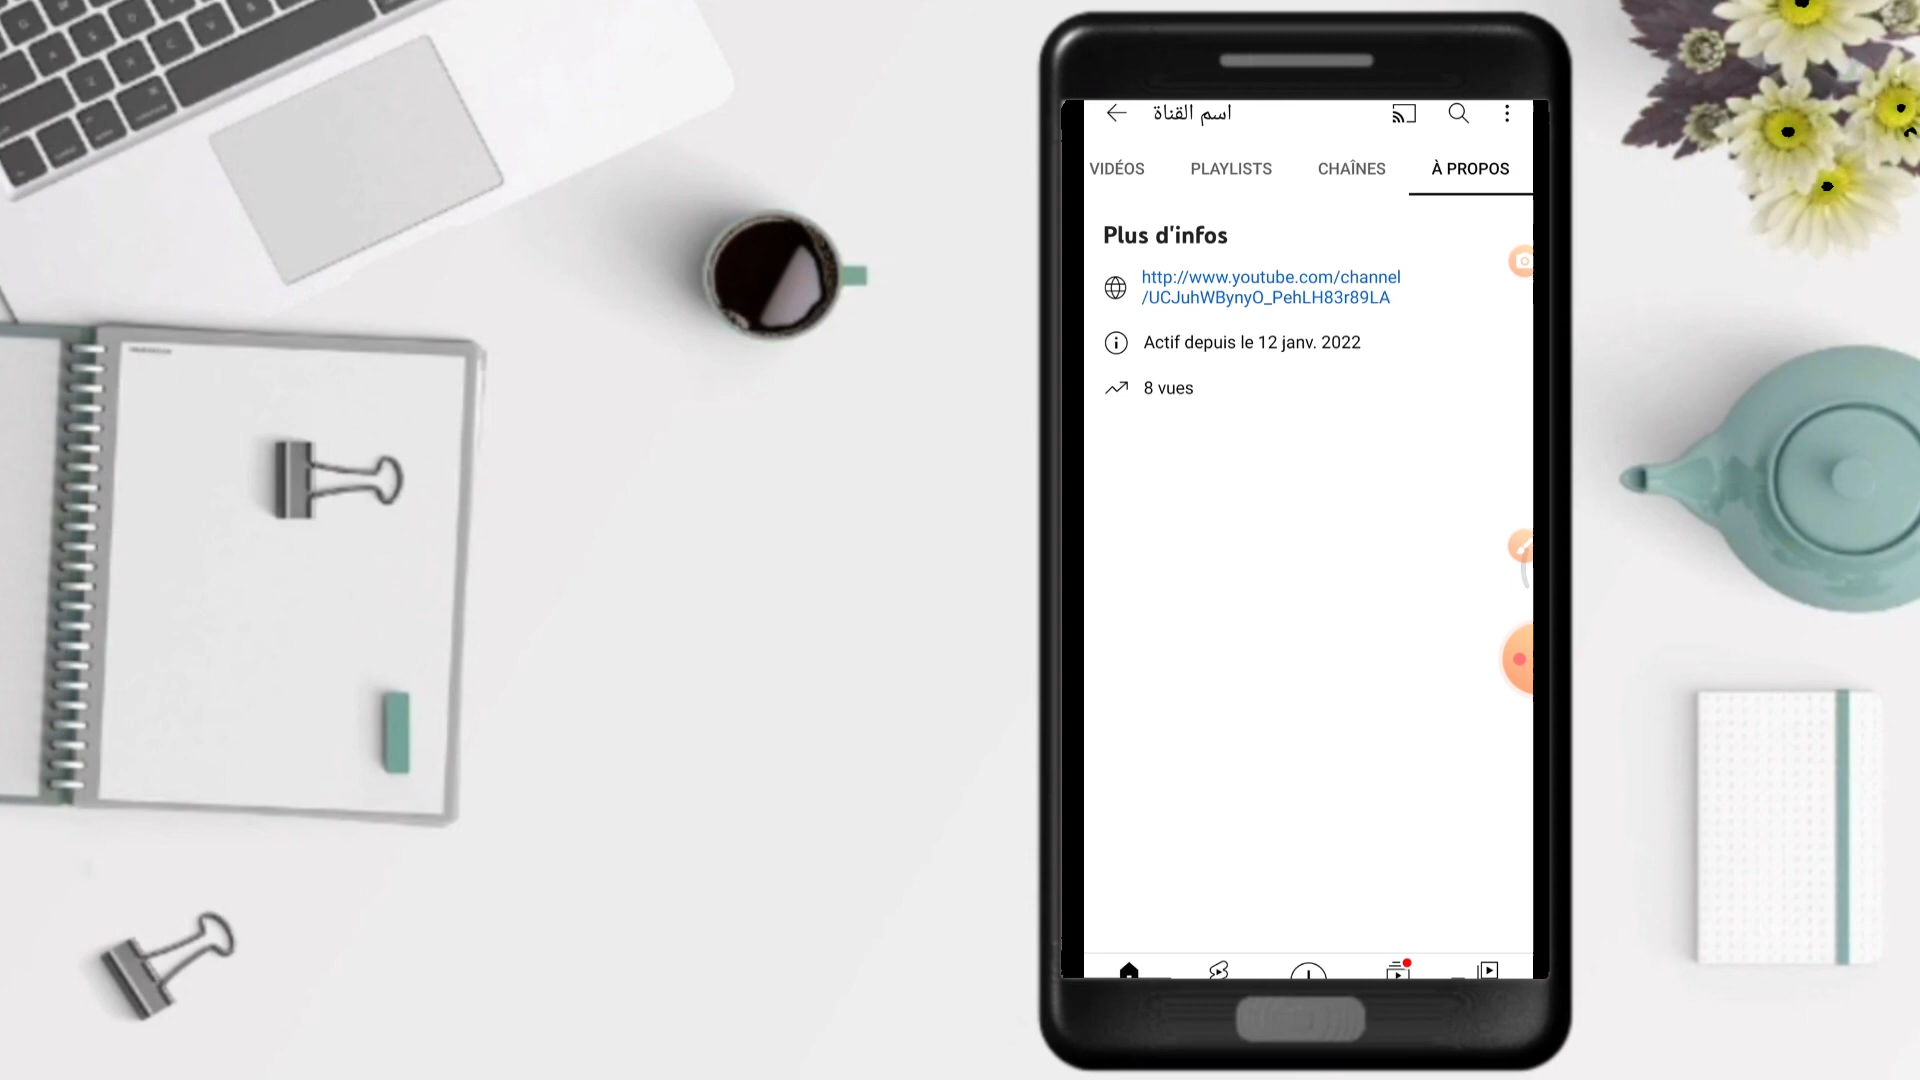 اسم القناة
VIDÉOS PLAYLISTS CHAÎNES À PROPOS
Plus d'infos
http://www.youtube.com/channel
/UCJuhWBynyO_PehLH83r89LA
Actif depuis le 12 janv. 2022
8 vues